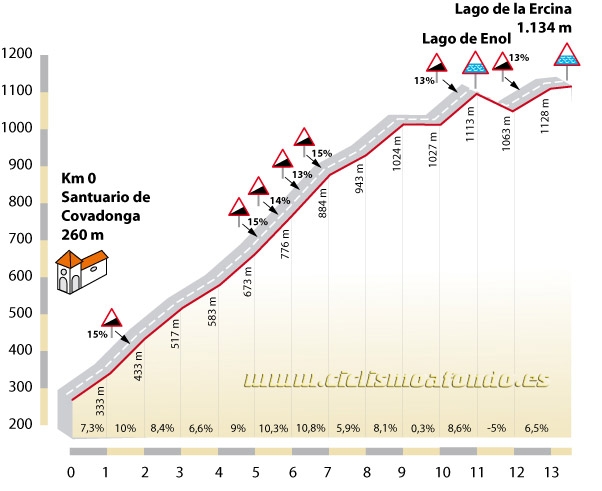 Lago de la Ercina
1.134 m
Lago de Enol
13%
13%
1200
1100
1000
900
800
700
600
500
400
300
200
Km 0
Santuario de
Covadonga
260 m
15%
15%
14%
13%
15%
333 m
433 m
517 m
583 m
673 m
776 m
884 m
943 m
1024 m
1027 m
1113 m
1063 m
1128 m
www.ciclismoafondo.es
7,3% 10% 8,4% 6,6% 9% 10,3% 10,8% 5,9% 8,1% 0,3% 8,6% -5% 6,5%
0 1 2 3 4 5 6 7 8 9 10 11 12 13